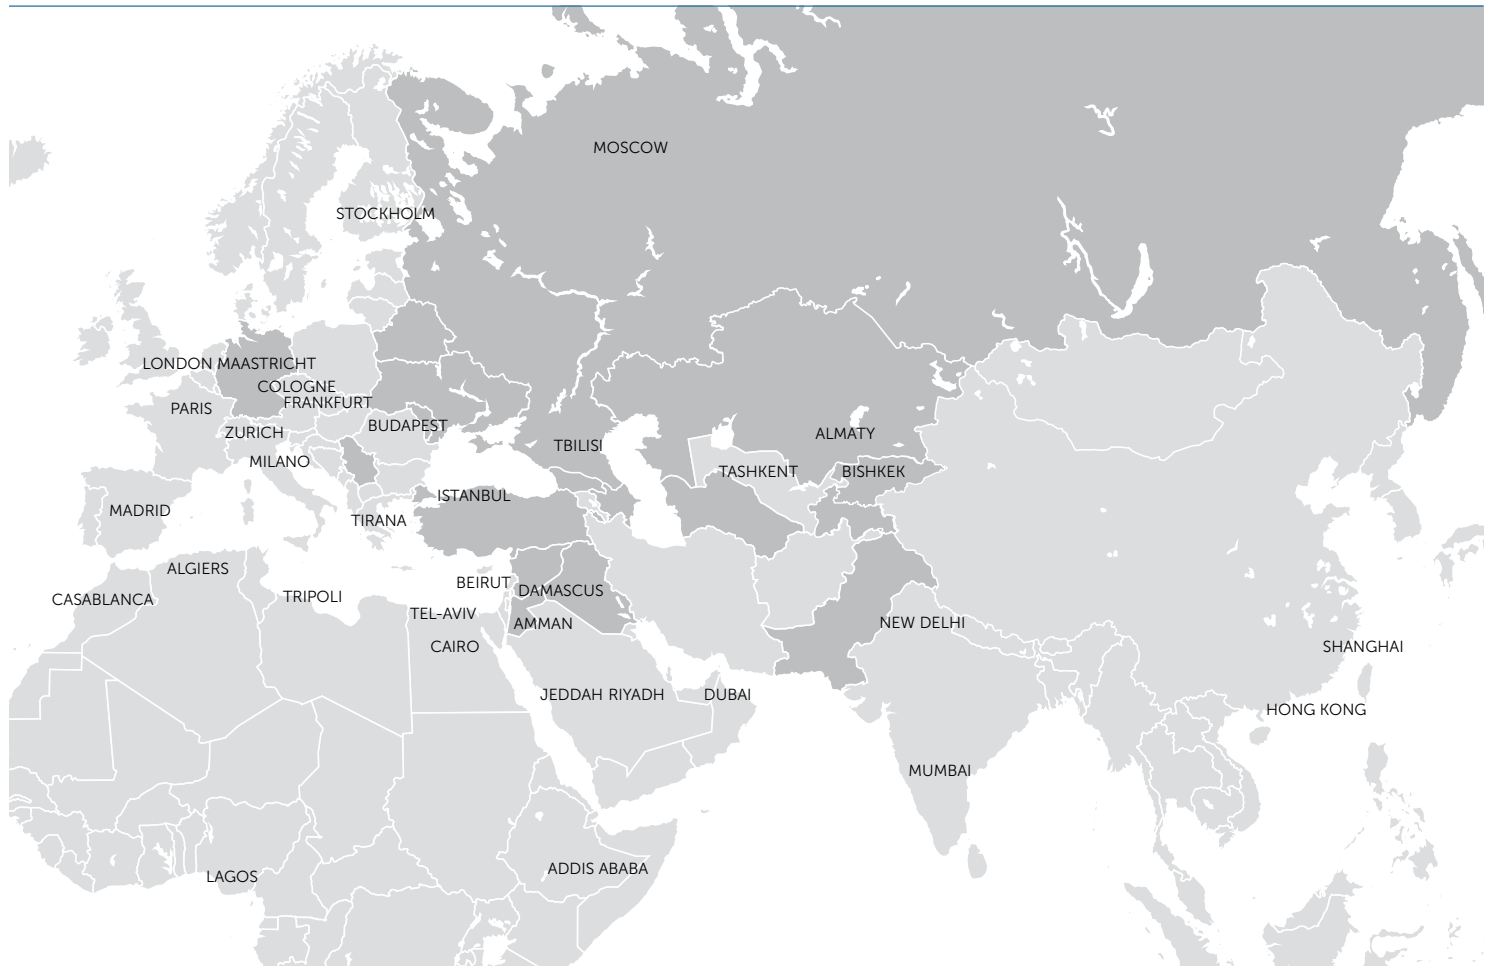 MOSCOW
STOCKHOLM
LONDON MAASTRICHT
COLOGNE
FRANKFURT
PARIS
BUDAPEST
ZURICH
ALMATY
TBILISI
MILANO
TASHKENT
BISHKEK
ISTANBUL
MADRID
TIRANA
ALGIERS
BEIRUT
DAMASCUS
TRIPOLI
CASABLANCA
TEL-AVIV
AMMAN
NEW DELHI
CAIRO
SHANGHAI
JEDDAH RIYADH
DUBAI
HONG KONG
MUMBAI
ADDIS ABABA
LAGOS